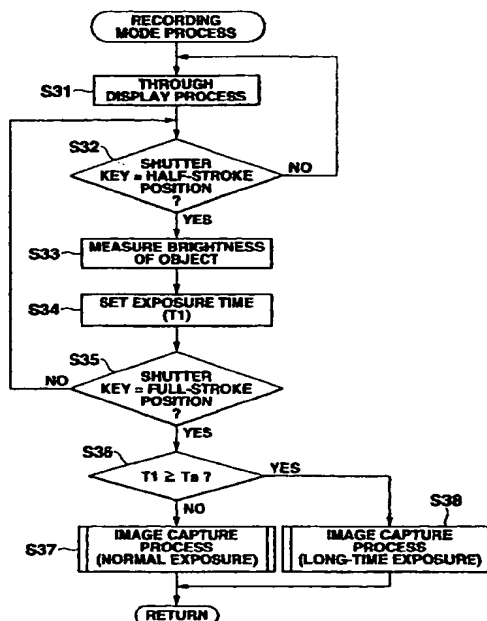 RECORDING
MODE PROCESS
S31
THROUGH
DISPLAY PROCESS
S32
SHUTTER
KEY = HALF-STROKE
POSITION
?
NO
YES
S33
MEASURE BRIGHTNESS
OF OBJECT
S34
SET EXPOSURE TIME
(T1)
S35
SHUTTER
KEY = FULL-STROKE
POSITION
?
NO
YES
S36
T1 ≥ Ta ?
YES
NO
S37
IMAGE CAPTURE
PROCESS
(NORMAL EXPOSURE)
S38
IMAGE CAPTURE
PROCESS
(LONG-TIME EXPOSURE)
RETURN